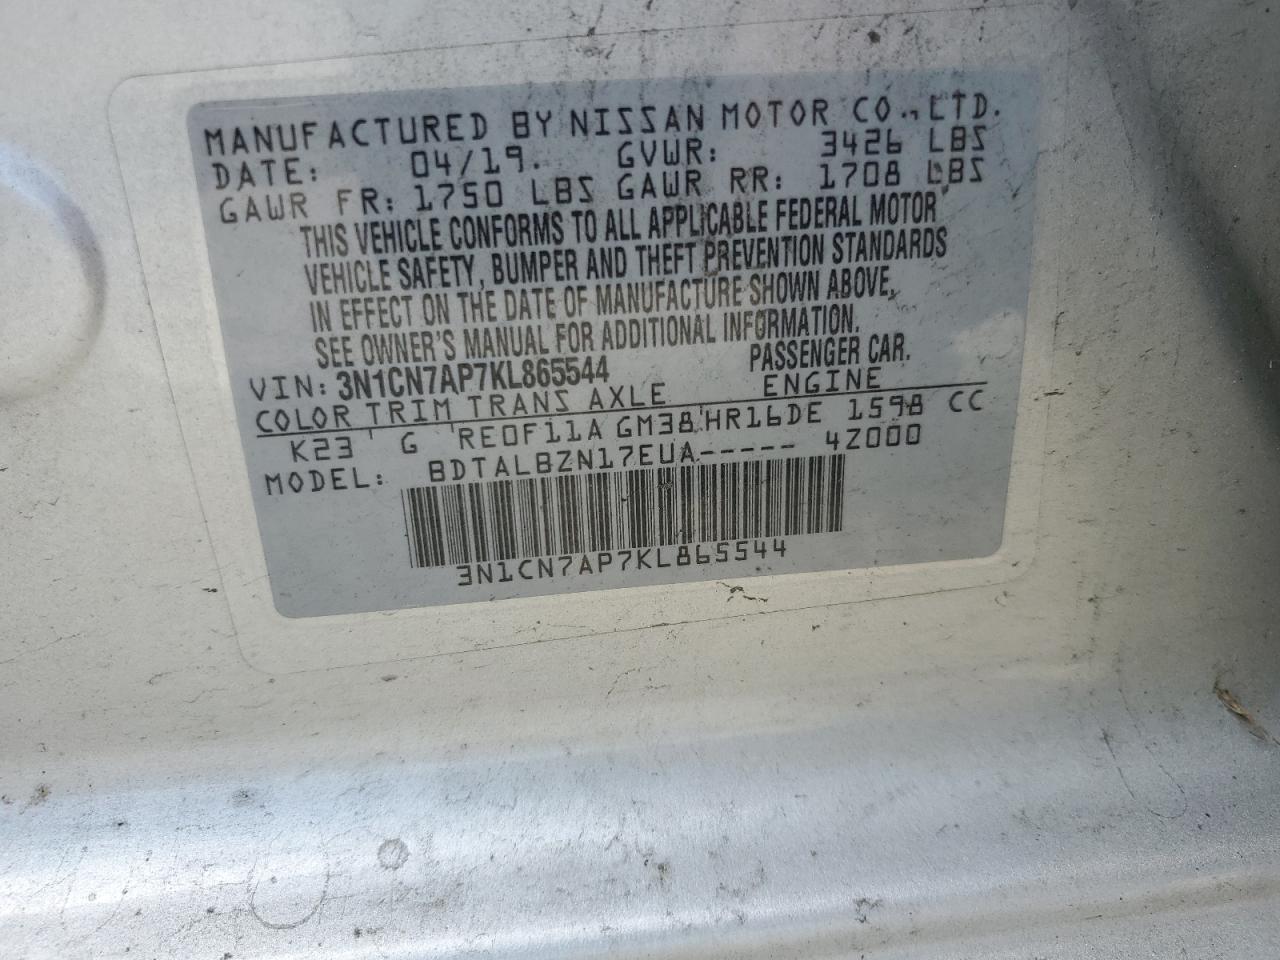 MANUFACTURED BY NISSAN MOTOR CO., LTD.
DATE: 04/19. GVWR: 3426 LBS
GAWR FR: 1750 LBS GAWR RR: 1708 LBS
THIS VEHICLE CONFORMS TO ALL APPLICABLE FEDERAL MOTOR
VEHICLE SAFETY, BUMPER AND THEFT PREVENTION STANDARDS
IN EFFECT ON THE DATE OF MANUFACTURE SHOWN ABOVE,
SEE OWNER'S MANUAL FOR ADDITIONAL INFORMATION.
VIN: 3N1CN7AP7KL865544 PASSENGER CAR.
COLOR TRIM TRANS AXLE ENGINE
K23 G RE0F11A GM38 HR16DE 1598 CC
MODEL: BDTALBZN17EUA----- 4Z000
3N1CN7AP7KL865544